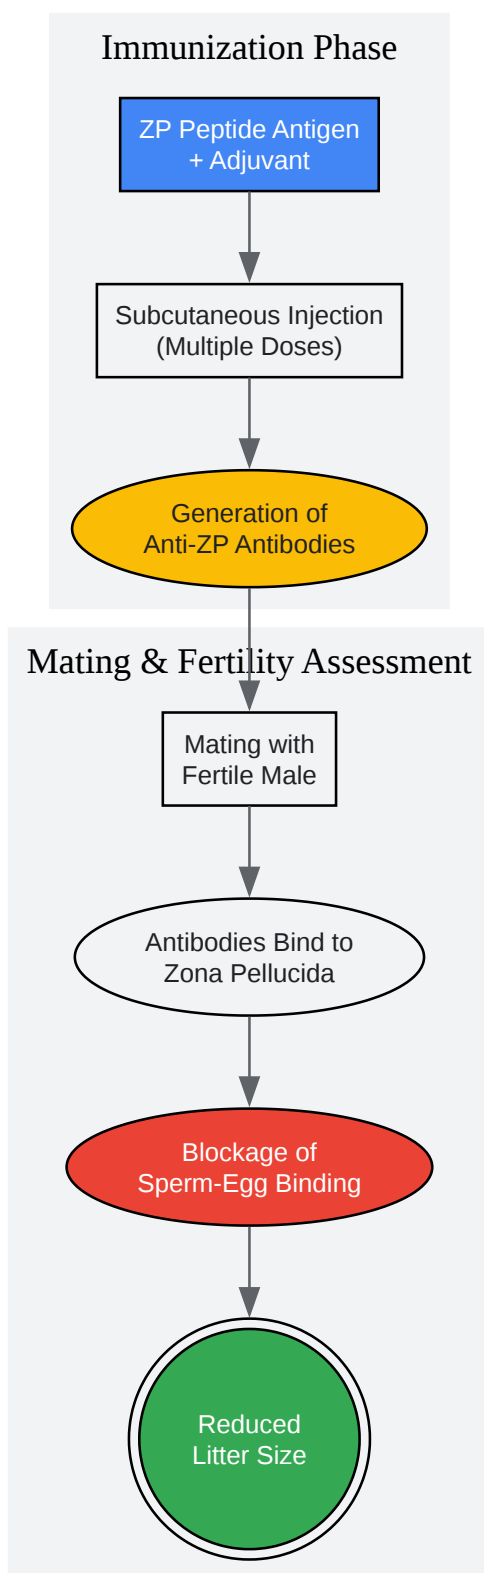 Immunization Phase
ZP Peptide Antigen
+ Adjuvant
Subcutaneous Injection
(Multiple Doses)
Generation of
Anti-ZP Antibodies
Mating & Fertility Assessment
Mating with
Fertile Male
Antibodies Bind to
Zona Pellucida
Blockage of
Sperm-Egg Binding
Reduced
Litter Size